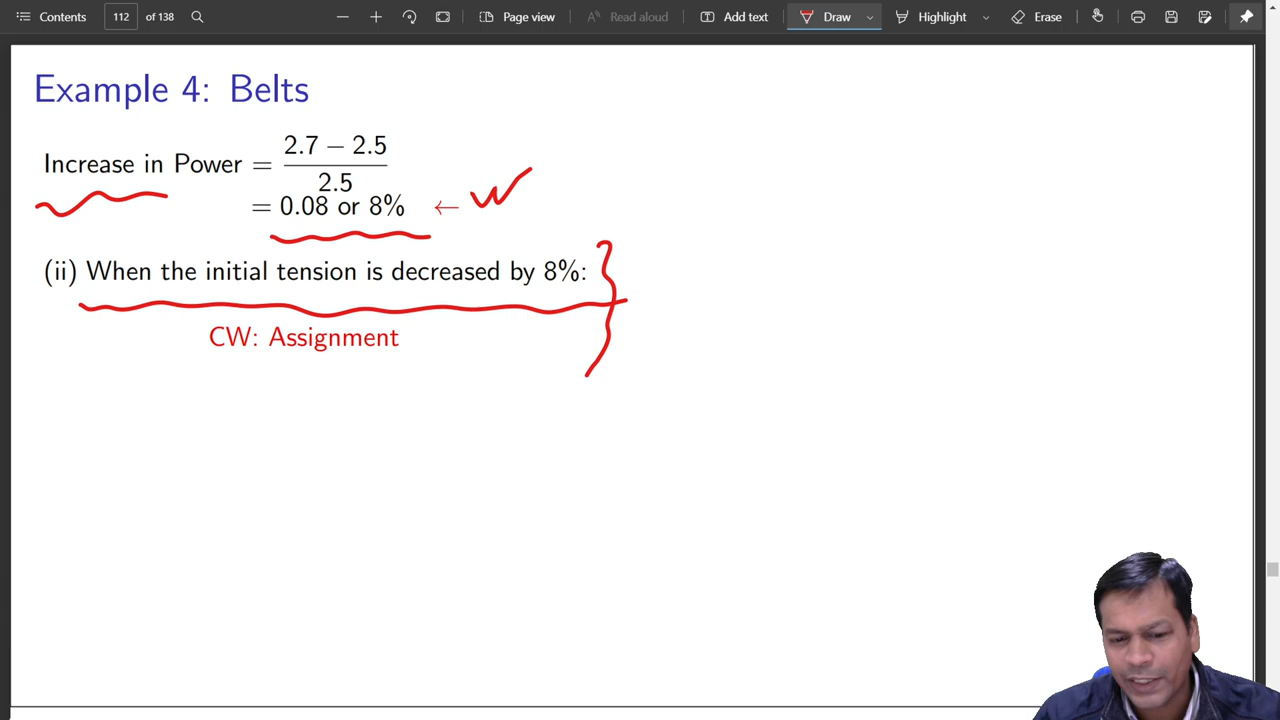 Contents 112 of 138 Page view Read aloud Add text Draw Highlight Erase
Example 4: Belts
Increase in Power = 2.7 − 2.5
2.5
= 0.08 or 8% ←
(ii) When the initial tension is decreased by 8%:
CW: Assignment